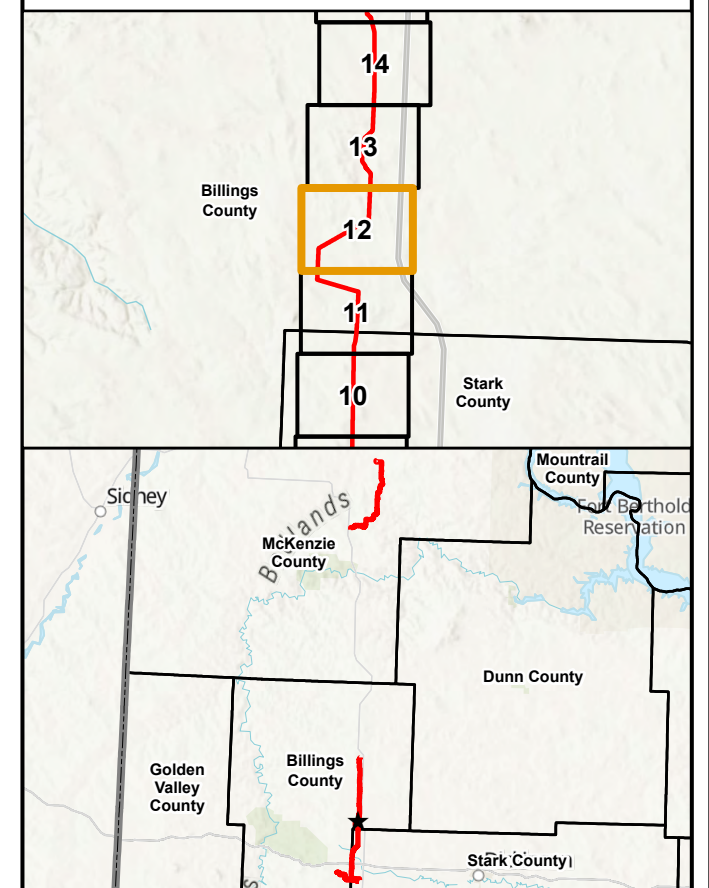 14
13
Billings
County
12
11
10
Stark
County
Mountrail
County
Sidney
Fort Berthold
Reservation
Badlands
McKenzie
County
Dunn County
Billings
County
Golden
Valley
County
Stark County